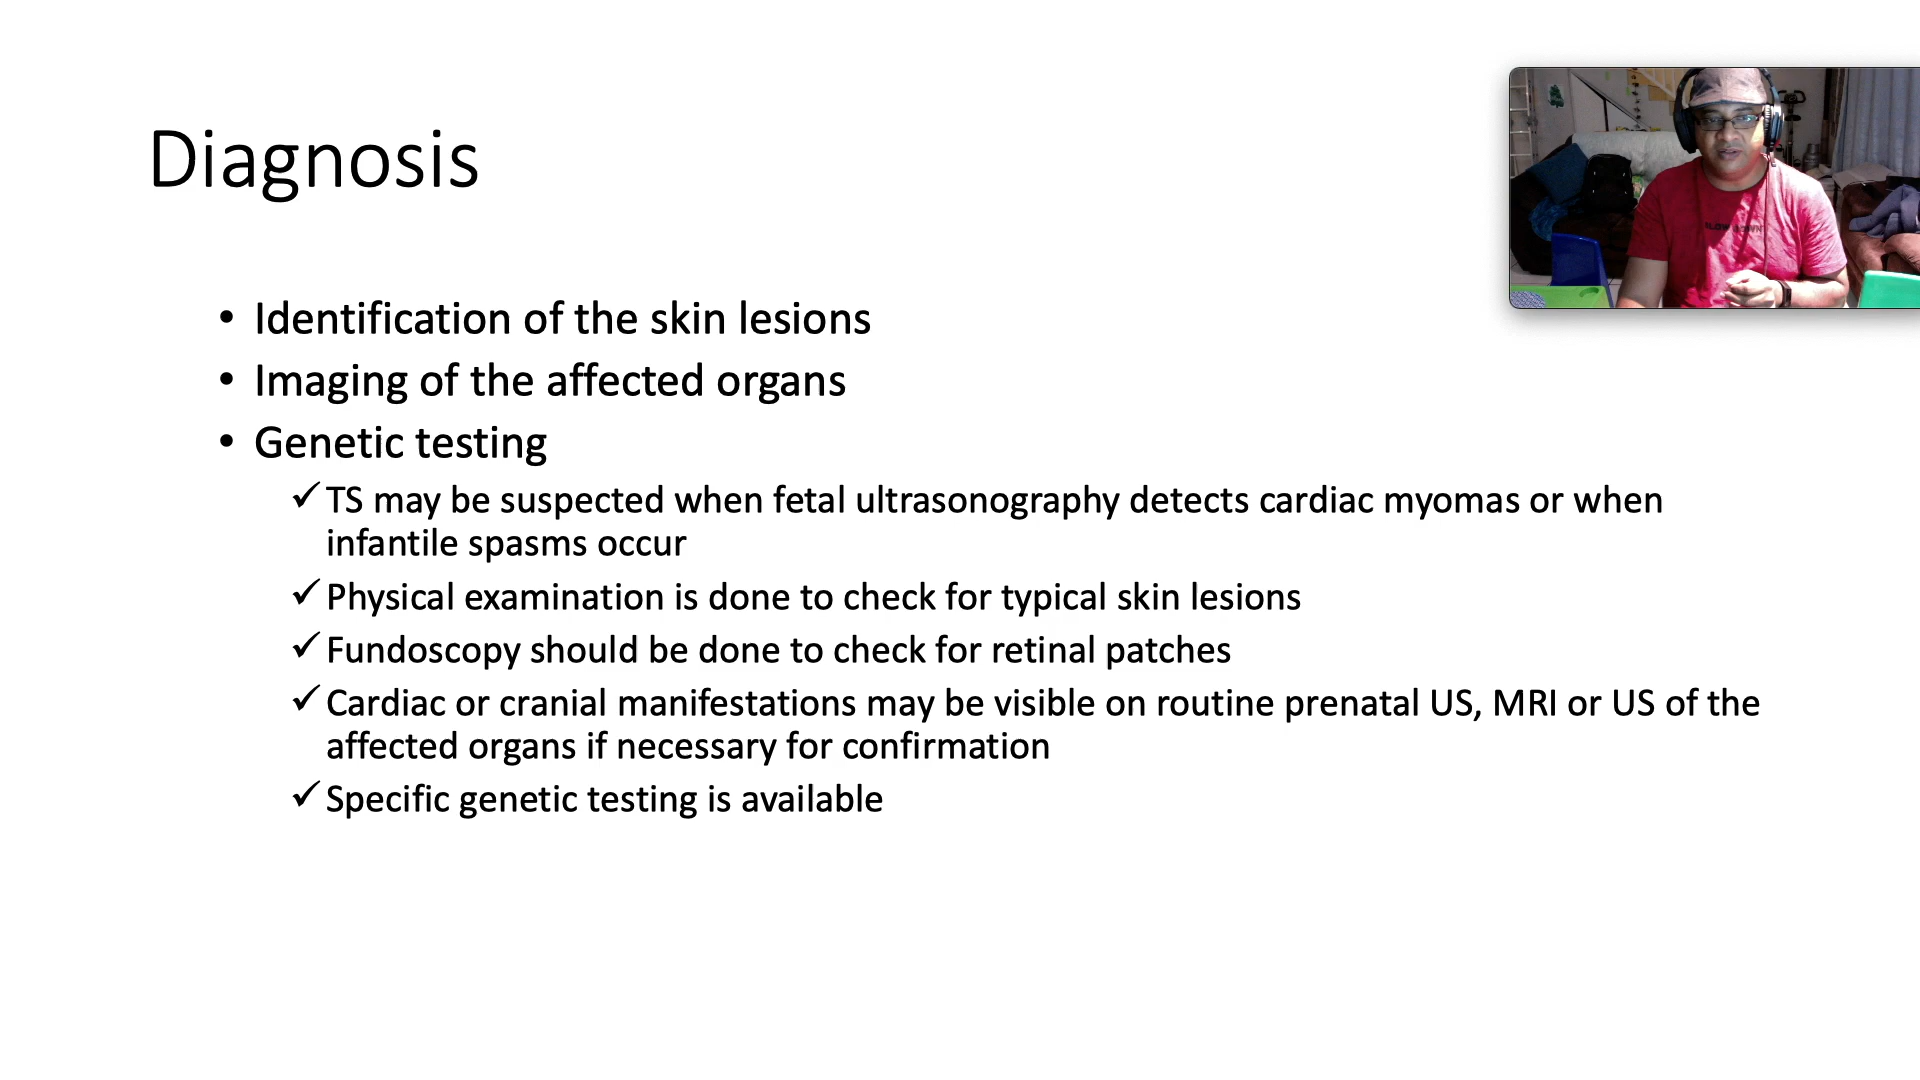 Diagnosis
• Identification of the skin lesions
• Imaging of the affected organs
• Genetic testing
✓ TS may be suspected when fetal ultrasonography detects cardiac myomas or when
infantile spasms occur
✓ Physical examination is done to check for typical skin lesions
✓ Fundoscopy should be done to check for retinal patches
✓ Cardiac or cranial manifestations may be visible on routine prenatal US, MRI or US of the
affected organs if necessary for confirmation
✓ Specific genetic testing is available
SLOW DOWN